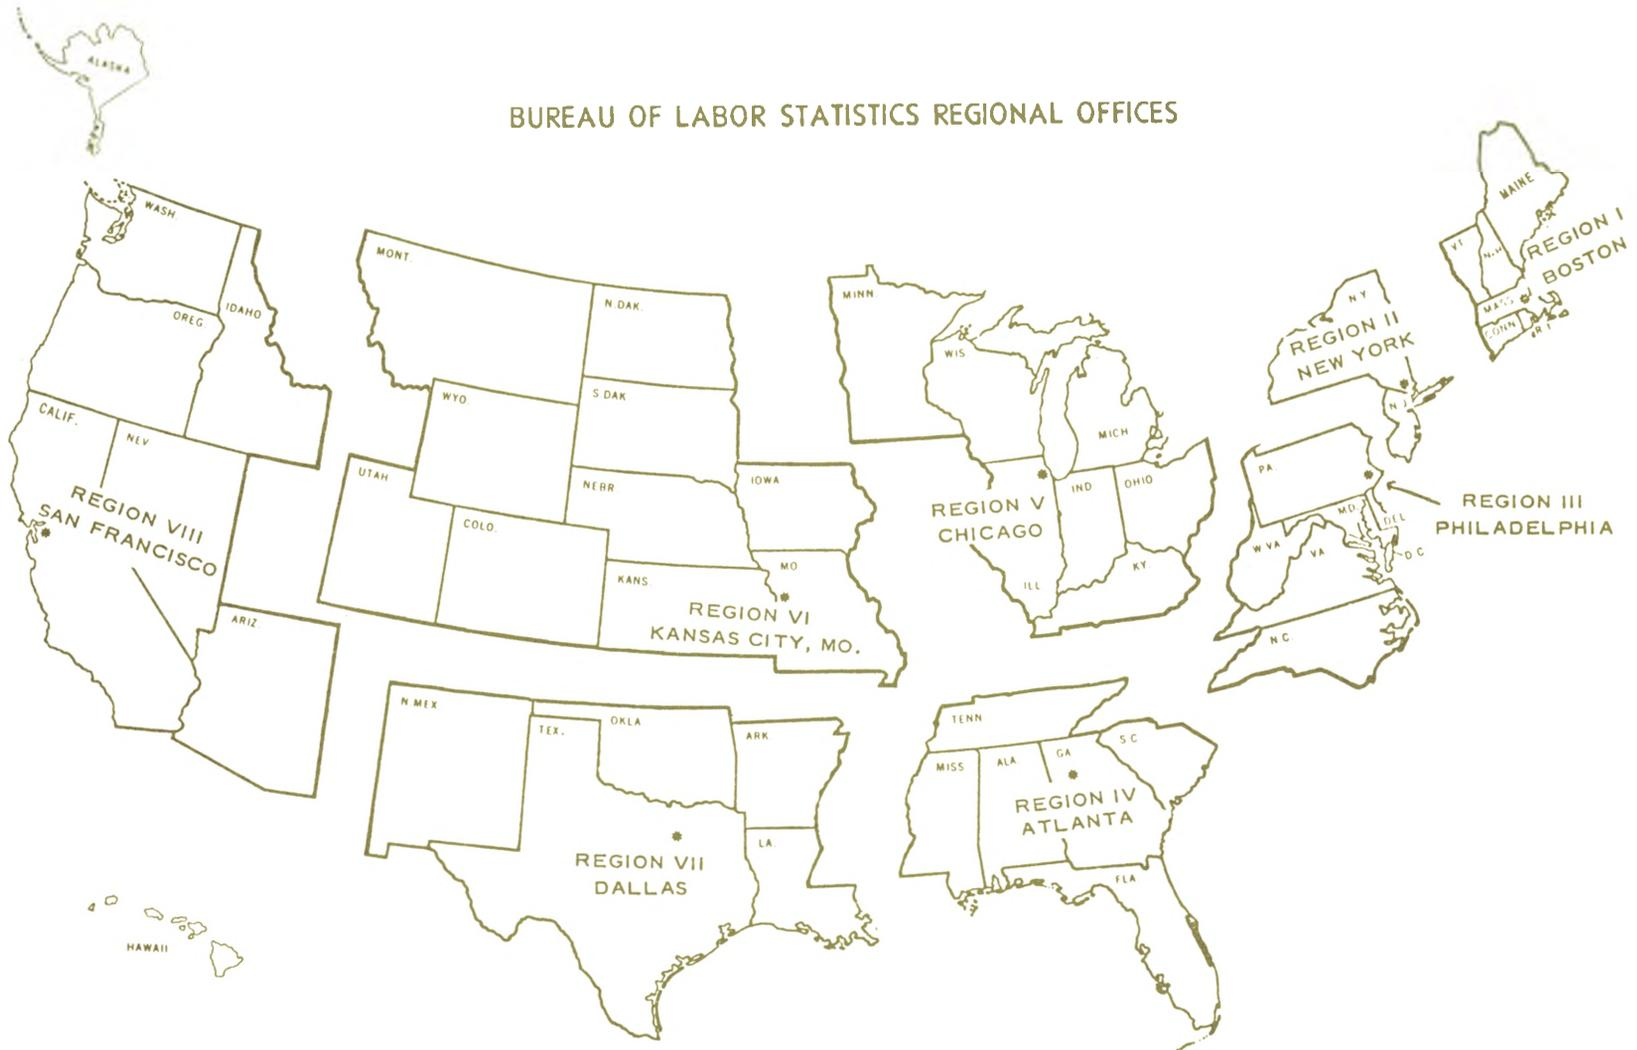 ALASKA
BUREAU OF LABOR STATISTICS REGIONAL OFFICES
WASH.
OREG.
IDAHO
CALIF.
NEV
REGION VIII
SAN FRANCISCO
ARIZ.
HAWAII
MONT.
N.DAK.
S DAK
WYO.
UTAH
COLO.
NEBR
KANS.
IOWA
MO
REGION VI
KANSAS CITY, MO.
N MEX
TEX.
OKLA
ARK
LA.
REGION VII
DALLAS
MINN.
WIS
MICH
REGION V
CHICAGO
IND
OHIO
ILL
KY.
TENN
MISS
ALA
GA
S C
REGION IV
ATLANTA
FLA
MAINE
VT.
N.H
MASS
CONN
R I
REGION I
BOSTON
N Y
REGION II
NEW YORK
N J
PA.
MD.
DEL
D C
W VA
VA
N.C.
REGION III
PHILADELPHIA